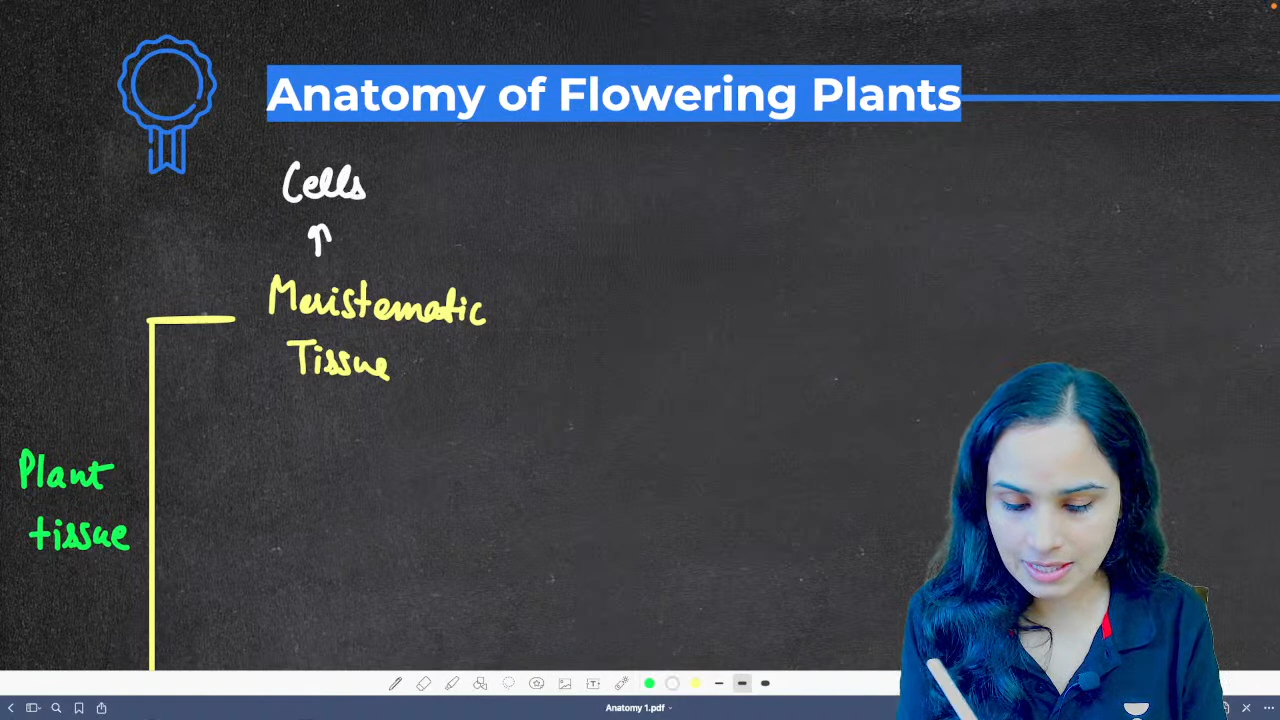 Anatomy of Flowering Plants
Cells
↑
Meristematic
Tissue
Plant
tissue
Anatomy 1.pdf